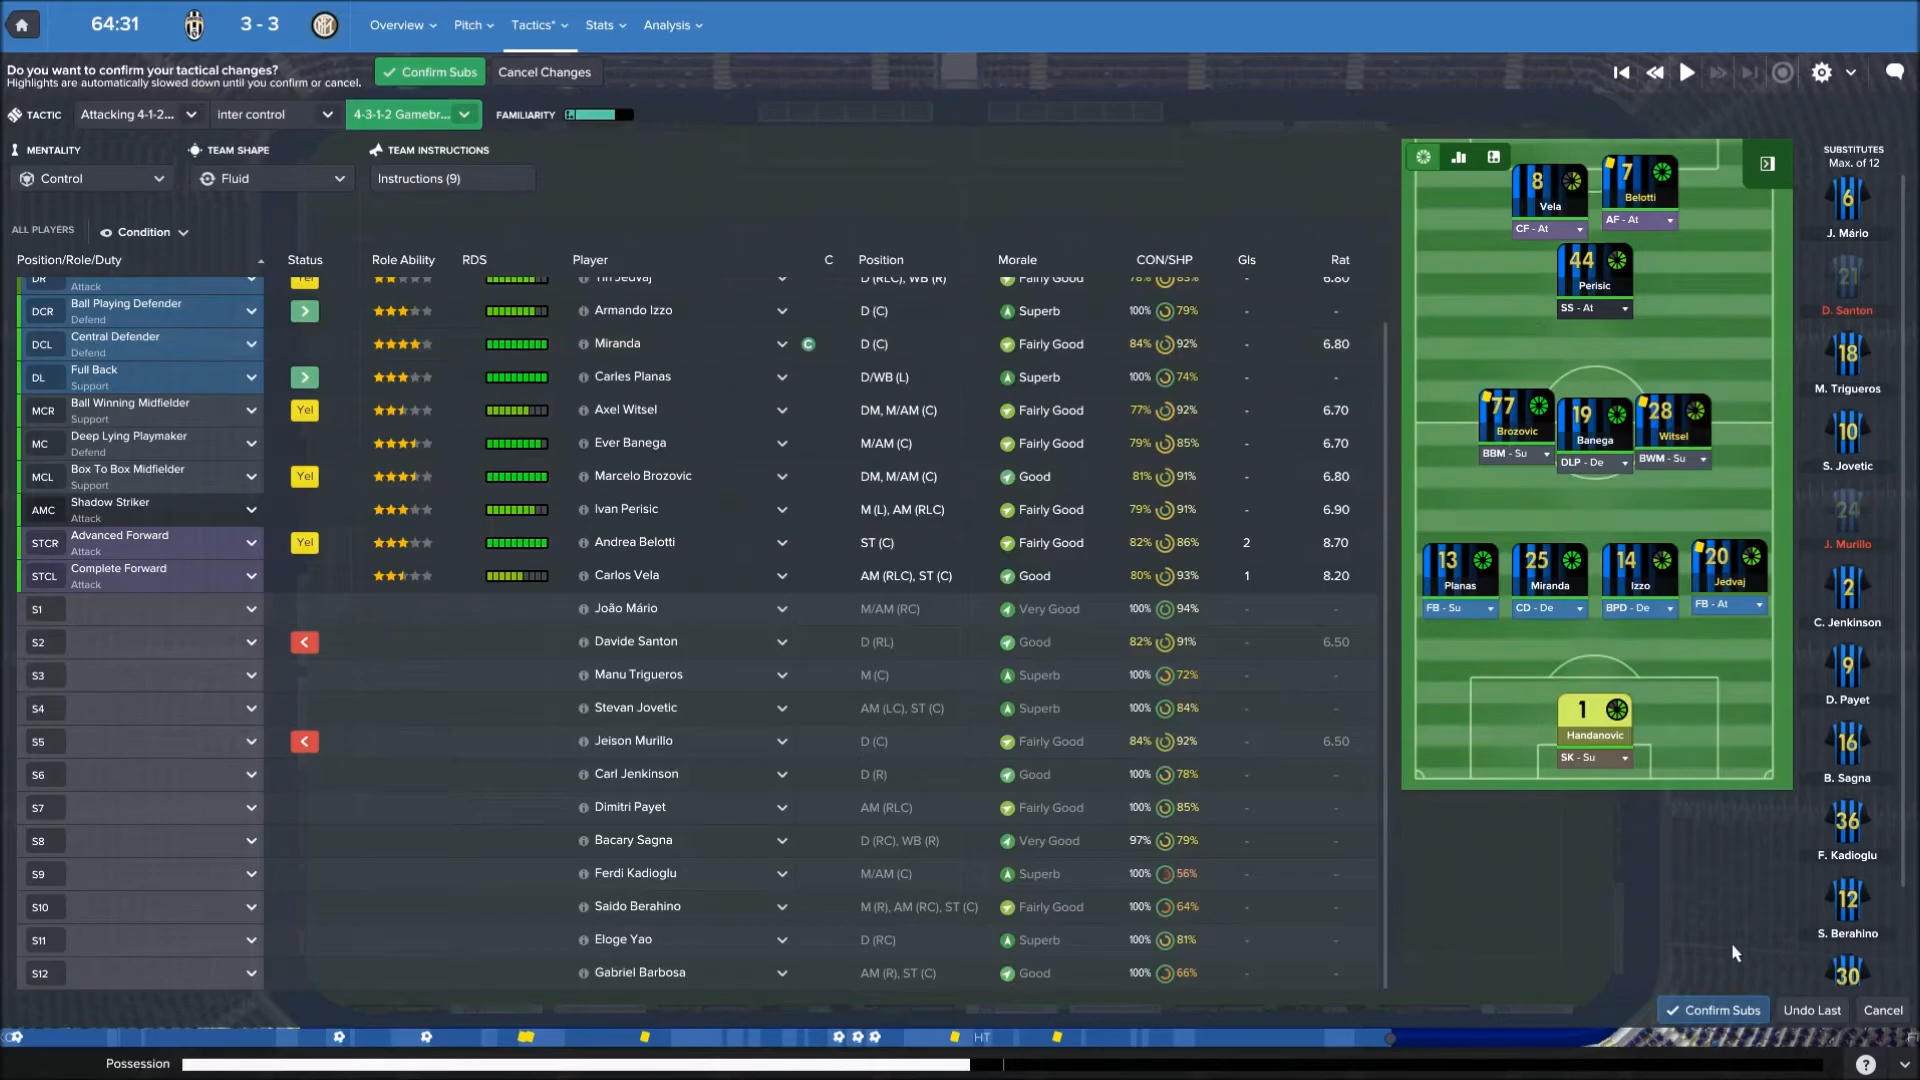 64:31
3 - 3
Overview
Pitch
Tactics*
Stats
Analysis
Do you want to confirm your tactical changes?
Highlights are automatically slowed down until you confirm or cancel.
Confirm Subs
Cancel Changes
TACTIC
Attacking 4-1-2...
inter control
4-3-1-2 Gamebr...
FAMILIARITY
MENTALITY
TEAM SHAPE
TEAM INSTRUCTIONS
Control
Fluid
Instructions (9)
ALL PLAYERS
Condition
Position/Role/Duty Status Role Ability RDS Player C Position Morale CON/SHP Gls Rat
DR Attack Yel Tin Jedvaj D (RLC), WB (R) Fairly Good 78% 83% - 6.80
DCR Ball Playing Defender Defend Armando Izzo D (C) Superb 100% 79% - -
DCL Central Defender Defend Miranda C D (C) Fairly Good 84% 92% - 6.80
DL Full Back Support Carles Planas D/WB (L) Superb 100% 74% - -
MCR Ball Winning Midfielder Support Yel Axel Witsel DM, M/AM (C) Fairly Good 77% 92% - 6.70
MC Deep Lying Playmaker Defend Ever Banega M/AM (C) Fairly Good 79% 85% - 6.70
MCL Box To Box Midfielder Support Yel Marcelo Brozovic DM, M/AM (C) Good 81% 91% - 6.80
AMC Shadow Striker Attack Ivan Perisic M (L), AM (RLC) Fairly Good 79% 91% - 6.90
STCR Advanced Forward Attack Yel Andrea Belotti ST (C) Fairly Good 82% 86% 2 8.70
STCL Complete Forward Attack Carlos Vela AM (RLC), ST (C) Good 80% 93% 1 8.20
S1 João Mário M/AM (RC) Very Good 100% 94% - -
S2 Davide Santon D (RL) Good 82% 91% - 6.50
S3 Manu Trigueros M (C) Superb 100% 72% - -
S4 Stevan Jovetic AM (LC), ST (C) Superb 100% 84% - -
S5 Jeison Murillo D (C) Fairly Good 84% 92% - 6.50
S6 Carl Jenkinson D (R) Good 100% 78% - -
S7 Dimitri Payet AM (RLC) Fairly Good 100% 85% - -
S8 Bacary Sagna D (RC), WB (R) Very Good 97% 79% - -
S9 Ferdi Kadioglu M/AM (C) Superb 100% 56% - -
S10 Saido Berahino M (R), AM (RC), ST (C) Fairly Good 100% 64% - -
S11 Eloge Yao D (RC) Superb 100% 81% - -
S12 Gabriel Barbosa AM (R), ST (C) Good 100% 66% - -
8
Vela
CF - At
7
Belotti
AF - At
44
Perisic
SS - At
77
Brozovic
BBM - Su
19
Banega
DLP - De
28
Witsel
BWM - Su
13
Planas
FB - Su
25
Miranda
CD - De
14
Izzo
BPD - De
20
Jedvaj
FB - At
1
Handanovic
SK - Su
SUBSTITUTES
Max. of 12
6
J. Mário
21
D. Santon
18
M. Trigueros
10
S. Jovetic
24
J. Murillo
2
C. Jenkinson
9
D. Payet
16
B. Sagna
36
F. Kadioglu
12
S. Berahino
30
Confirm Subs
Undo Last
Cancel
HT
Possession
?